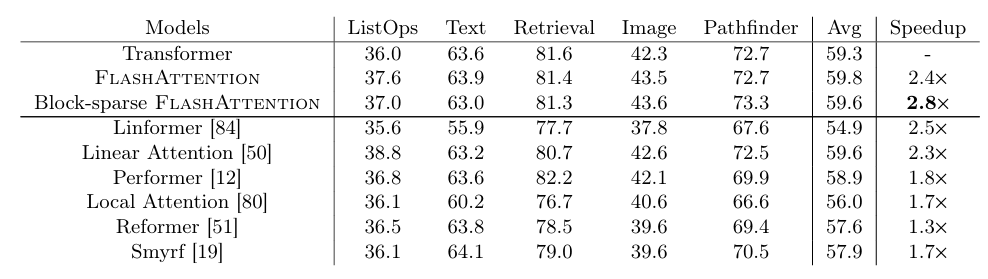 Models ListOps Text Retrieval Image Pathfinder Avg Speedup
Transformer 36.0 63.6 81.6 42.3 72.7 59.3 -
FLASHATTENTION 37.6 63.9 81.4 43.5 72.7 59.8 2.4×
Block-sparse FLASHATTENTION 37.0 63.0 81.3 43.6 73.3 59.6 2.8×
Linformer [84] 35.6 55.9 77.7 37.8 67.6 54.9 2.5×
Linear Attention [50] 38.8 63.2 80.7 42.6 72.5 59.6 2.3×
Performer [12] 36.8 63.6 82.2 42.1 69.9 58.9 1.8×
Local Attention [80] 36.1 60.2 76.7 40.6 66.6 56.0 1.7×
Reformer [51] 36.5 63.8 78.5 39.6 69.4 57.6 1.3×
Smyrf [19] 36.1 64.1 79.0 39.6 70.5 57.9 1.7×